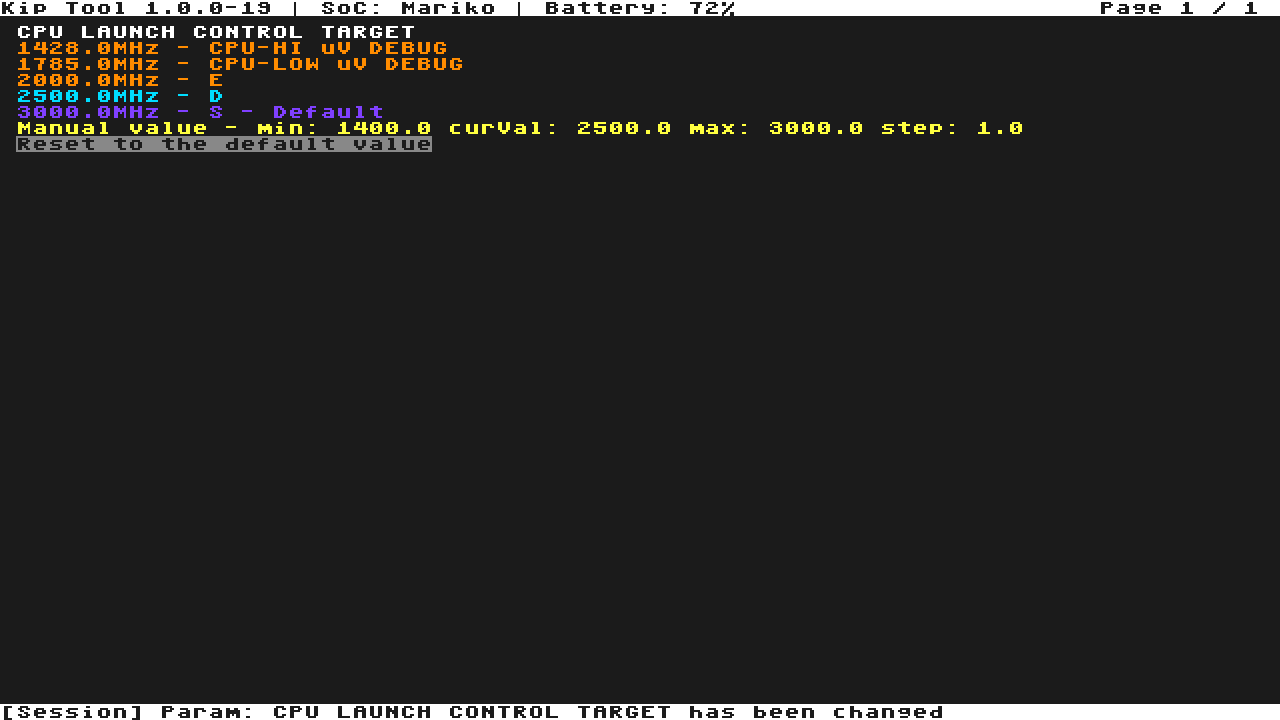 Kip Tool 1.0.0-19 | SoC: Mariko | Battery: 72% Page 1 / 1
CPU LAUNCH CONTROL TARGET
1428.0MHz - CPU-HI uV DEBUG
1785.0MHz - CPU-LOW uV DEBUG
2000.0MHz - E
2500.0MHz - D
3000.0MHz - S - Default
Manual value - min: 1400.0 curVal: 2500.0 max: 3000.0 step: 1.0
Reset to the default value
[Session] Param: CPU LAUNCH CONTROL TARGET has been changed